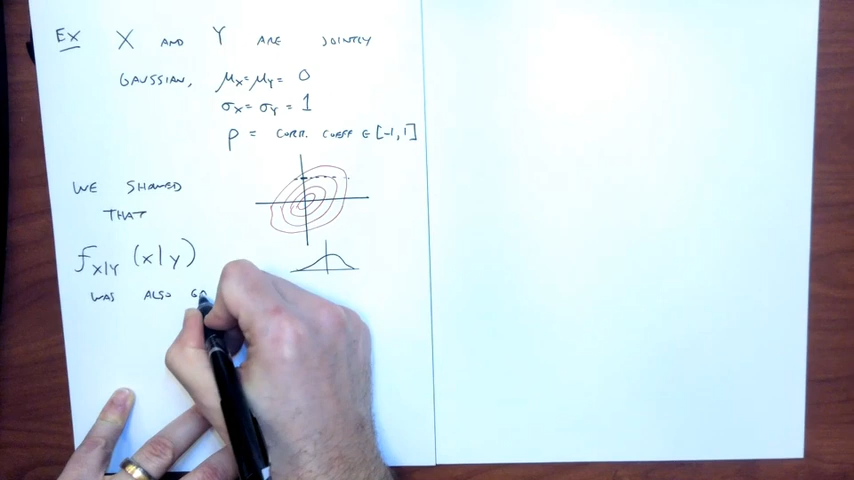 EX X AND Y ARE JOINTLY
GAUSSIAN, μX = μY = 0
σX = σY = 1
ρ = CORR. COEFF ∈ [-1, 1]
WE SHOWED
THAT
fX|Y (x|y)
WAS ALSO GA